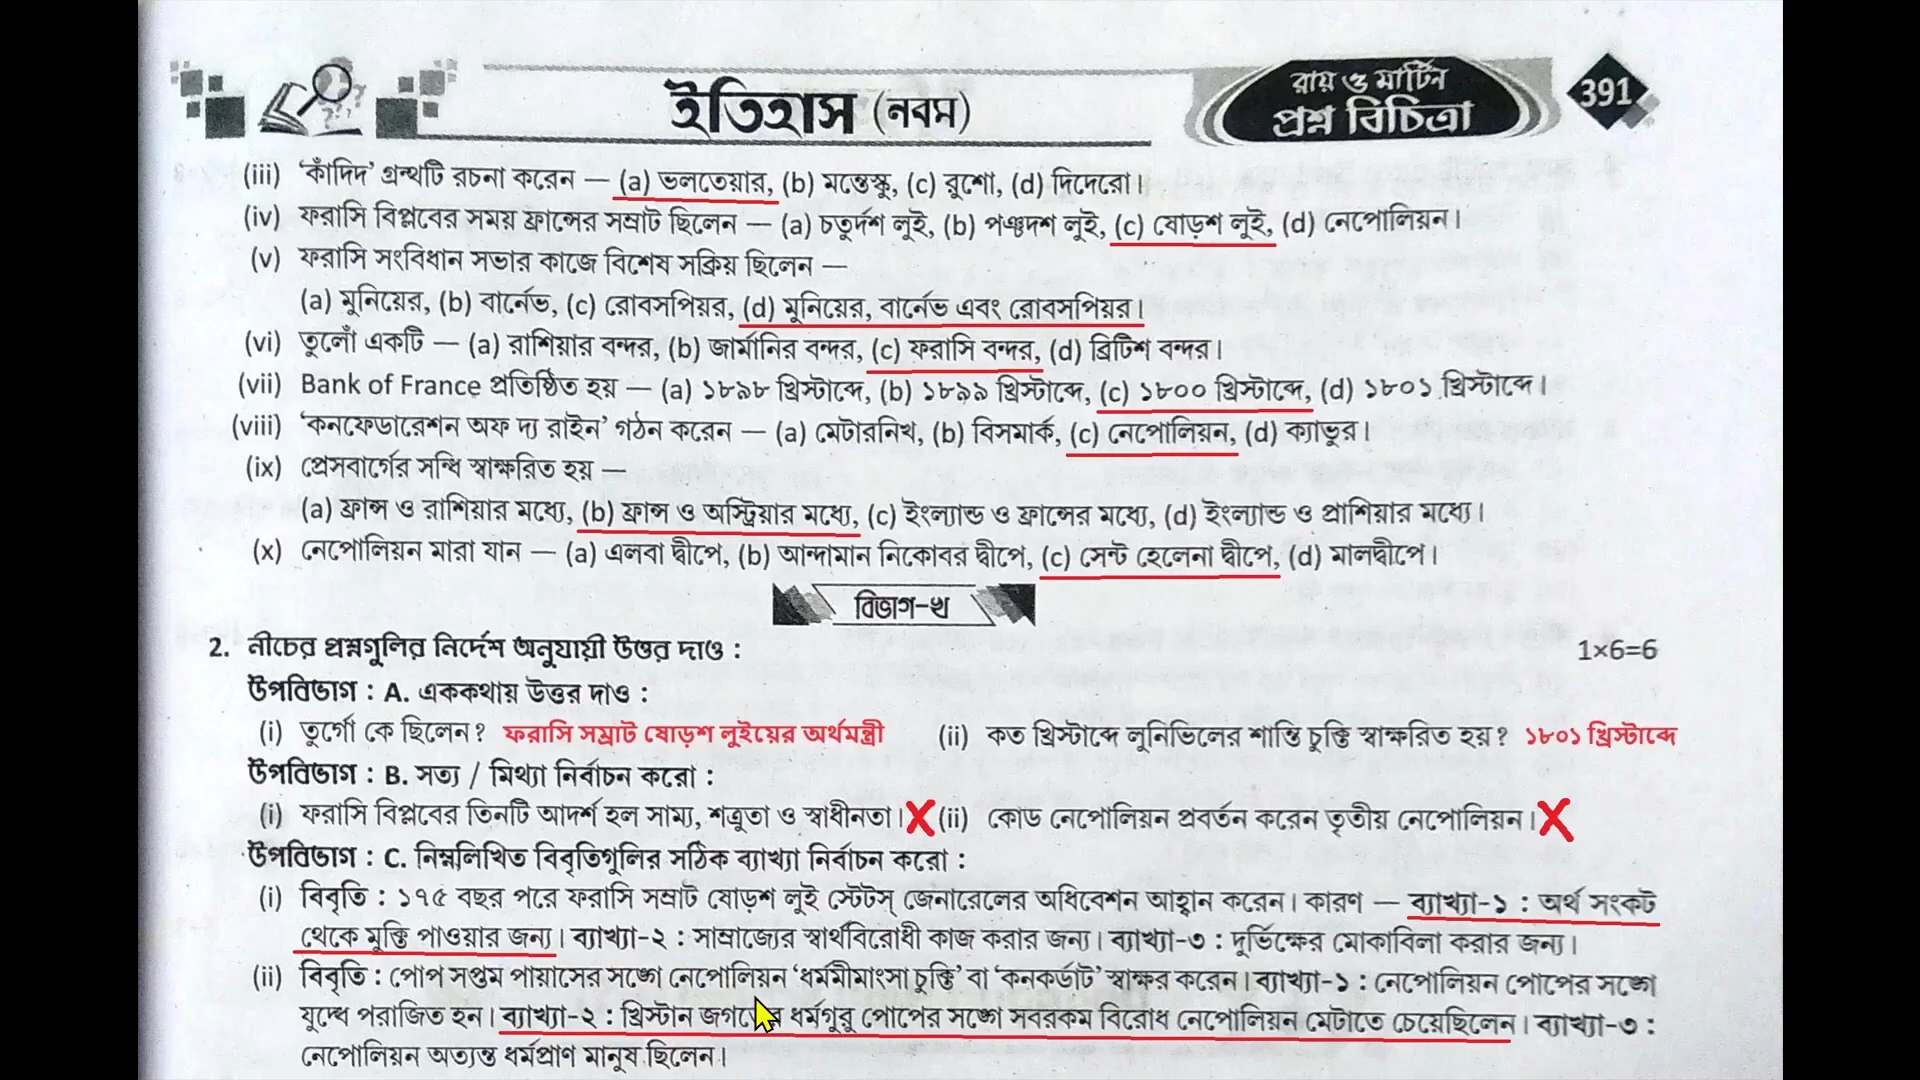 ইতিহাস (নবম)
রায় ও মার্টিন
প্রশ্ন বিচিত্রা
391
(iii) ‘কাঁদিদ’ গ্রন্থটি রচনা করেন — (a) ভলতেয়ার, (b) মন্তেস্কু, (c) রুশো, (d) দিদেরো।
(iv) ফরাসি বিপ্লবের সময় ফ্রান্সের সম্রাট ছিলেন — (a) চতুর্দশ লুই, (b) পঞ্চদশ লুই, (c) ষোড়শ লুই, (d) নেপোলিয়ন।
(v) ফরাসি সংবিধান সভার কাজে বিশেষ সক্রিয় ছিলেন —
(a) মুনিয়ের, (b) বার্নেভ, (c) রোবসপিয়র, (d) মুনিয়ের, বার্নেভ এবং রোবসপিয়র।
(vi) তুলোঁ একটি — (a) রাশিয়ার বন্দর, (b) জার্মানির বন্দর, (c) ফরাসি বন্দর, (d) ব্রিটিশ বন্দর।
(vii) Bank of France প্রতিষ্ঠিত হয় — (a) ১৮৯৮ খ্রিস্টাব্দে, (b) ১৮৯৯ খ্রিস্টাব্দে, (c) ১৮০০ খ্রিস্টাব্দে, (d) ১৮০১ খ্রিস্টাব্দে।
(viii) ‘কনফেডারেশন অফ দ্য রাইন’ গঠন করেন — (a) মেটারনিখ, (b) বিসমার্ক, (c) নেপোলিয়ন, (d) ক্যাভুর।
(ix) প্রেসবার্গের সন্ধি স্বাক্ষরিত হয় —
(a) ফ্রান্স ও রাশিয়ার মধ্যে, (b) ফ্রান্স ও অস্ট্রিয়ার মধ্যে, (c) ইংল্যান্ড ও ফ্রান্সের মধ্যে, (d) ইংল্যান্ড ও প্রাশিয়ার মধ্যে।
(x) নেপোলিয়ন মারা যান — (a) এলবা দ্বীপে, (b) আন্দামান নিকোবর দ্বীপে, (c) সেন্ট হেলেনা দ্বীপে, (d) মালদ্বীপে।
বিভাগ-খ
2. নীচের প্রশ্নগুলির নির্দেশ অনুযায়ী উত্তর দাও : 1×6=6
উপবিভাগ : A. এককথায় উত্তর দাও :
(i) তুর্গো কে ছিলেন? ফরাসি সম্রাট ষোড়শ লুইয়ের অর্থমন্ত্রী (ii) কত খ্রিস্টাব্দে লুনিভিলের শান্তি চুক্তি স্বাক্ষরিত হয়? ১৮০১ খ্রিস্টাব্দে
উপবিভাগ : B. সত্য / মিথ্যা নির্বাচন করো :
(i) ফরাসি বিপ্লবের তিনটি আদর্শ হল সাম্য, শত্রুতা ও স্বাধীনতা। X (ii) কোড নেপোলিয়ন প্রবর্তন করেন তৃতীয় নেপোলিয়ন। X
উপবিভাগ : C. নিম্নলিখিত বিবৃতিগুলির সঠিক ব্যাখ্যা নির্বাচন করো :
(i) বিবৃতি : ১৭৫ বছর পরে ফরাসি সম্রাট ষোড়শ লুই স্টেটস্ জেনারেলের অধিবেশন আহ্বান করেন। কারণ — ব্যাখ্যা-১ : অর্থ সংকট
থেকে মুক্তি পাওয়ার জন্য। ব্যাখ্যা-২ : সাম্রাজ্যের স্বার্থবিরোধী কাজ করার জন্য। ব্যাখ্যা-৩ : দুর্ভিক্ষের মোকাবিলা করার জন্য।
(ii) বিবৃতি : পোপ সপ্তম পায়াসের সঙ্গে নেপোলিয়ন ‘ধর্মমীমাংসা চুক্তি’ বা ‘কনকর্ডাট’ স্বাক্ষর করেন। ব্যাখ্যা-১ : নেপোলিয়ন পোপের সঙ্গে
যুদ্ধে পরাজিত হন। ব্যাখ্যা-২ : খ্রিস্টান জগতের ধর্মগুরু পোপের সঙ্গে সবরকম বিরোধ নেপোলিয়ন মেটাতে চেয়েছিলেন। ব্যাখ্যা-৩ :
নেপোলিয়ন অত্যন্ত ধর্মপ্রাণ মানুষ ছিলেন।